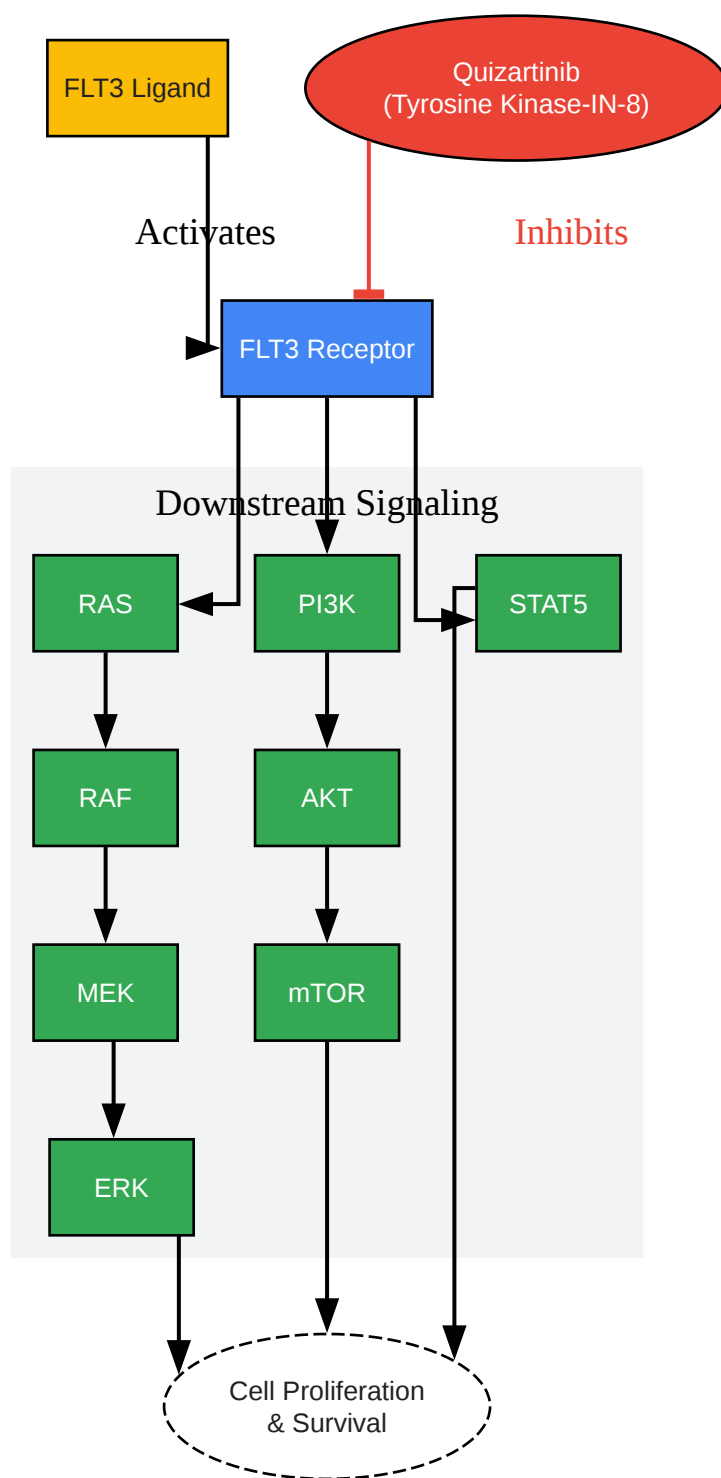 FLT3 Ligand
Quizartinib
(Tyrosine Kinase-IN-8)
Activates
Inhibits
FLT3 Receptor
Downstream Signaling
RAS
PI3K
STAT5
RAF
AKT
MEK
mTOR
ERK
Cell Proliferation
& Survival